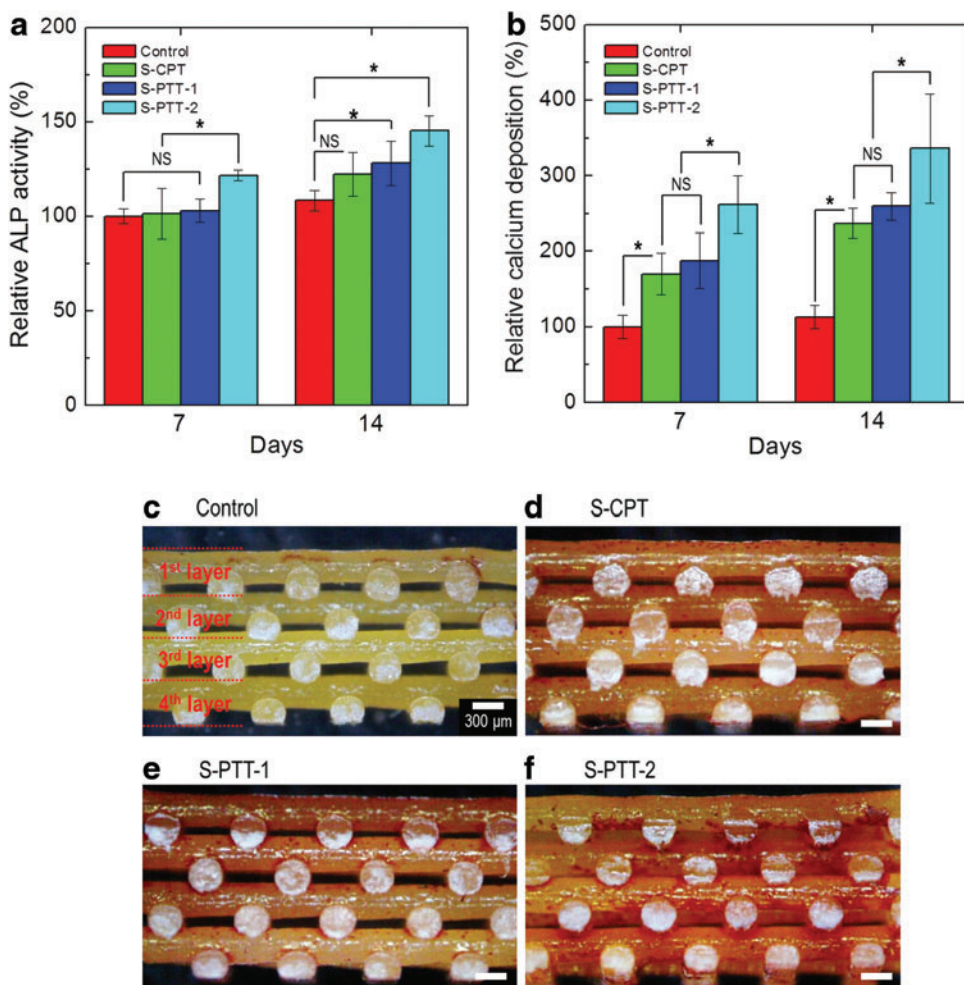 a
Relative ALP activity (%)
200
150
100
50
0
Control
S-CPT
S-PTT-1
S-PTT-2
NS
*
NS
*
*
7
14
Days
b
Relative calcium deposition (%)
500
400
300
200
100
0
Control
S-CPT
S-PTT-1
S-PTT-2
*
NS
*
*
NS
*
7
14
Days
c Control
1st layer
2nd layer
3rd layer
4th layer
300 μm
d S-CPT
e S-PTT-1
f S-PTT-2